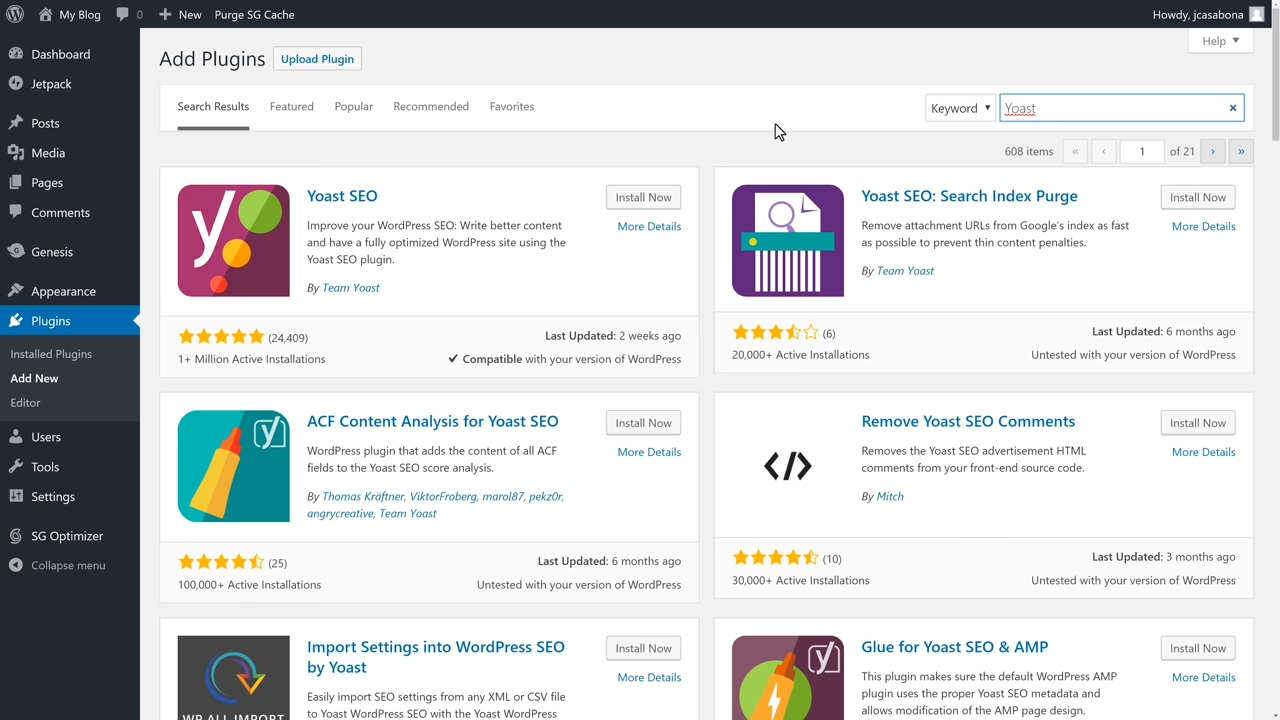 My Blog
0
New
Purge SG Cache
Howdy, jcasabona
Dashboard
Jetpack
Posts
Media
Pages
Comments
Genesis
Appearance
Plugins
Installed Plugins
Add New
Editor
Users
Tools
Settings
SG Optimizer
Collapse menu
Help
Add Plugins
Upload Plugin
Search Results
Featured
Popular
Recommended
Favorites
Keyword
Yoast
608 items
«
‹
1
of 21
›
»
y
Yoast SEO
Install Now
More Details
Improve your WordPress SEO: Write better content
and have a fully optimized WordPress site using the
Yoast SEO plugin.
By Team Yoast
(24,409)
1+ Million Active Installations
Last Updated: 2 weeks ago
Compatible with your version of WordPress
Yoast SEO: Search Index Purge
Install Now
More Details
Remove attachment URLs from Google's index as fast
as possible to prevent thin content penalties.
By Team Yoast
(6)
20,000+ Active Installations
Last Updated: 6 months ago
Untested with your version of WordPress
y
ACF Content Analysis for Yoast SEO
Install Now
More Details
WordPress plugin that adds the content of all ACF
fields to the Yoast SEO score analysis.
By Thomas Kräftner, ViktorFroberg, marol87, pekz0r,
angrycreative, Team Yoast
(25)
100,000+ Active Installations
Last Updated: 6 months ago
Untested with your version of WordPress
</>
Remove Yoast SEO Comments
Install Now
More Details
Removes the Yoast SEO advertisement HTML
comments from your front-end source code.
By Mitch
(10)
30,000+ Active Installations
Last Updated: 3 months ago
Untested with your version of WordPress
WP ALL IMPORT
Import Settings into WordPress SEO
by Yoast
Install Now
More Details
Easily import SEO settings from any XML or CSV file
to Yoast WordPress SEO with the Yoast WordPress
y
Glue for Yoast SEO & AMP
Install Now
More Details
This plugin makes sure the default WordPress AMP
plugin uses the proper Yoast SEO metadata and
allows modification of the AMP page design.